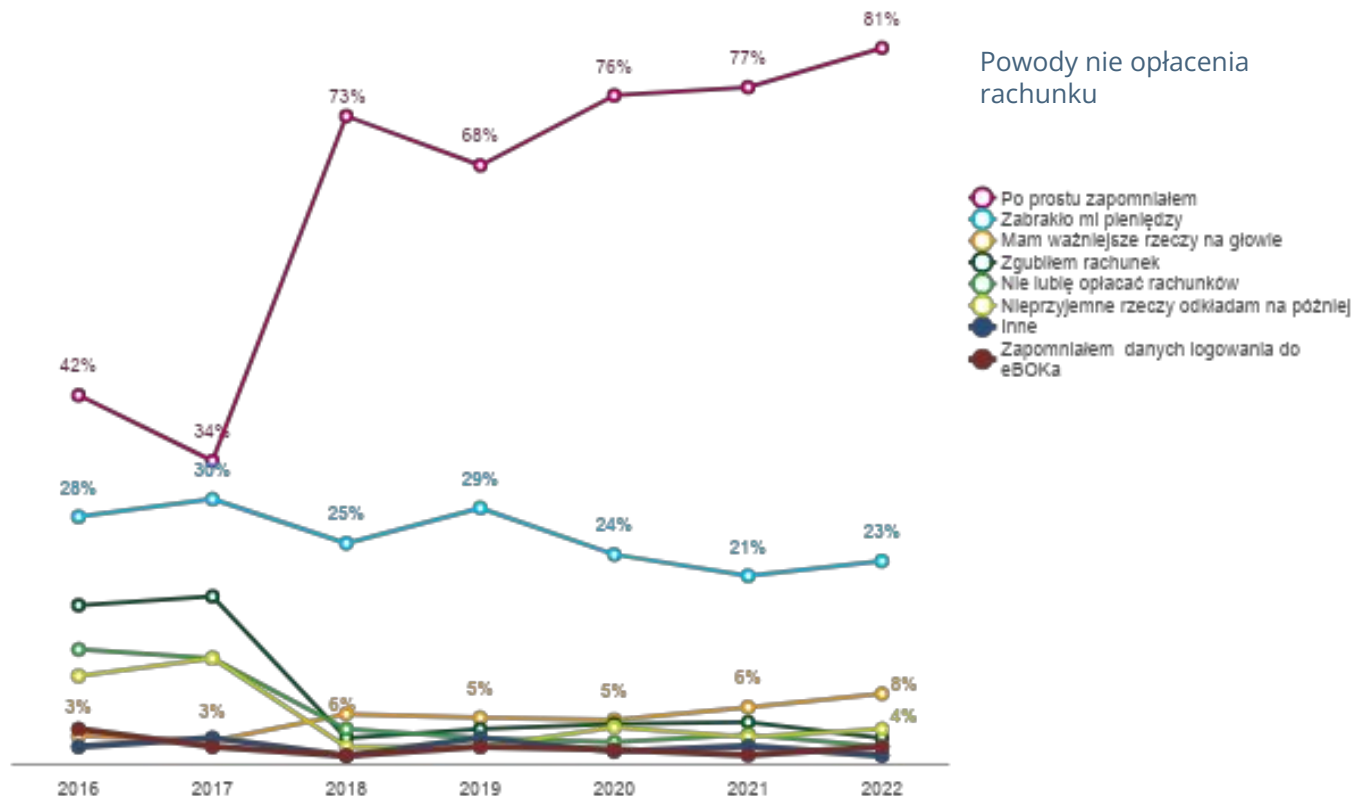 Powody nie opłacenia
rachunku
Po prostu zapomniałem
Zabrakło mi pieniędzy
Mam ważniejsze rzeczy na głowie
Zgubiłem rachunek
Nie lubię opłacać rachunków
Nieprzyjemne rzeczy odkładam na później
Inne
Zapomniałem danych logowania do
eBOKa
81%
77%
76%
73%
68%
42%
34%
30%
28%
29%
25%
24%
23%
21%
3%
3%
6%
5%
5%
6%
8%
4%
2016
2017
2018
2019
2020
2021
2022